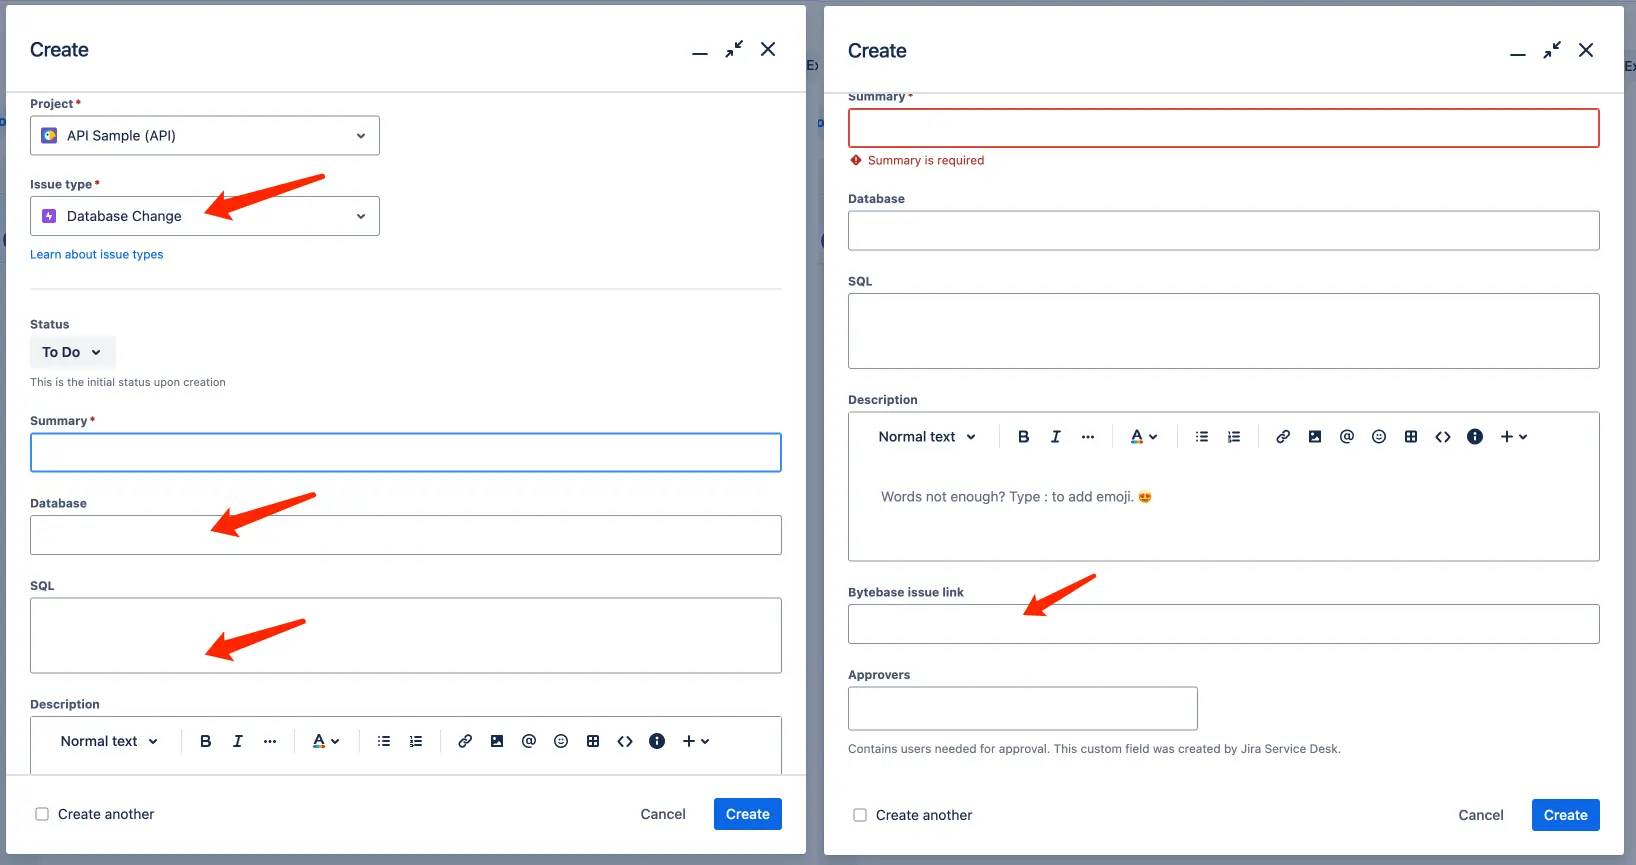 Create
Project *
API Sample (API)
Issue type *
Database Change
Learn about issue types
Status
To Do
This is the initial status upon creation
Summary *
Database
SQL
Description
Normal text
B I ... A @
Create another
Cancel
Create
Ex
Create
Summary *
Summary is required
Database
SQL
Description
Normal text
B I ... A @
Words not enough? Type : to add emoji. 😍
Bytebase issue link
Approvers
Contains users needed for approval. This custom field was created by Jira Service Desk.
Create another
Cancel
Create